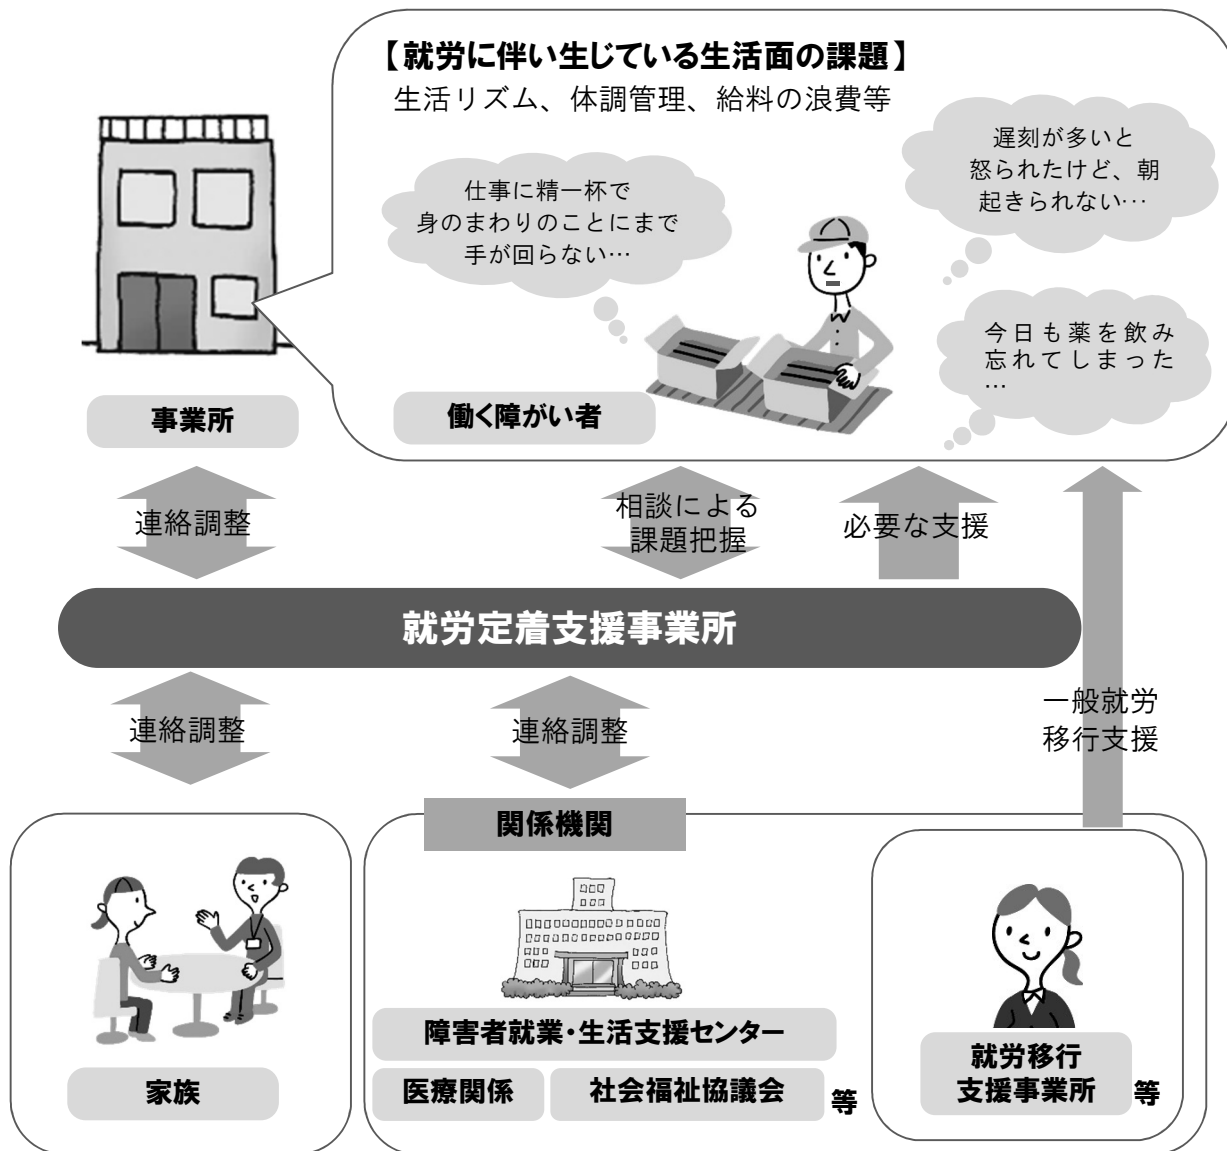 【就労に伴い生じている生活面の課題】
生活リズム、体調管理、給料の浪費等
仕事に精一杯で
身のまわりのことにまで
手が回らない…
遅刻が多いと
怒られたけど、朝
起きられない…
今日も薬を飲み
忘れてしまった
…
事業所
働く障がい者
連絡調整
相談による
課題把握
必要な支援
就労定着支援事業所
連絡調整
連絡調整
一般就労
移行支援
関係機関
家族
障害者就業・生活支援センター
医療関係
社会福祉協議会
等
就労移行
支援事業所
等